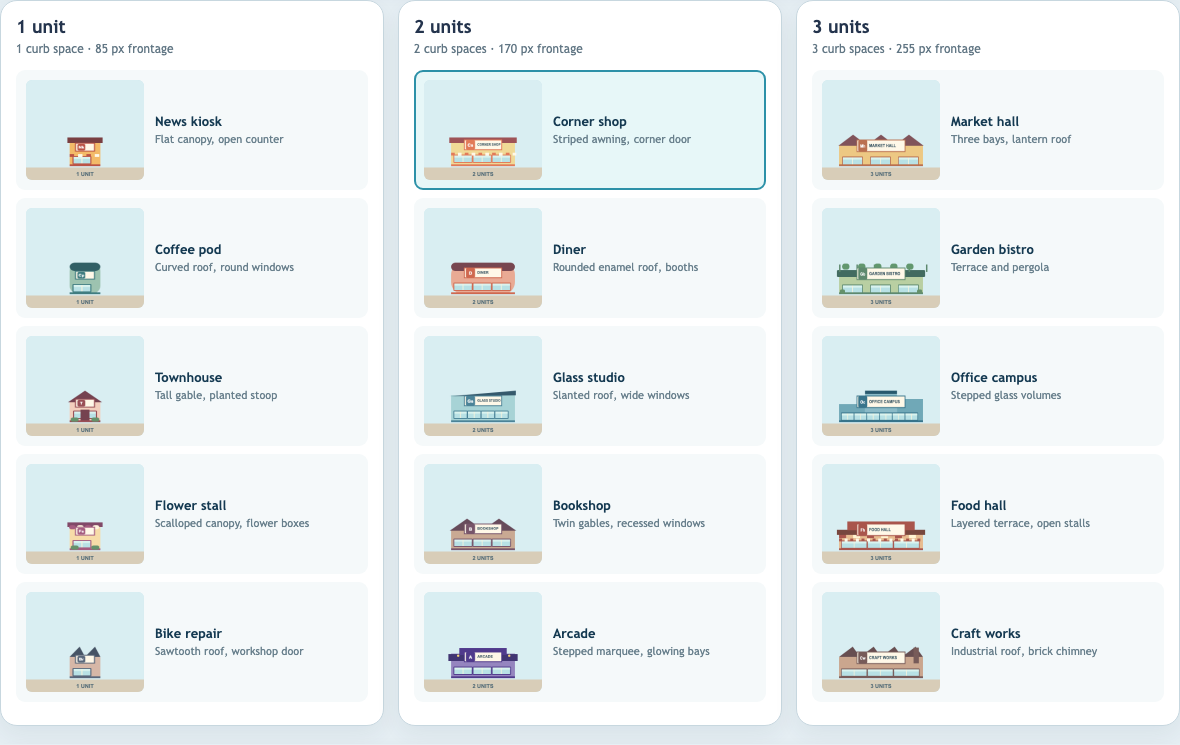 1 unit
1 curb space · 85 px frontage
1 UNIT
News kiosk
Flat canopy, open counter
1 UNIT
Coffee pod
Curved roof, round windows
1 UNIT
Townhouse
Tall gable, planted stoop
1 UNIT
Flower stall
Scalloped canopy, flower boxes
1 UNIT
Bike repair
Sawtooth roof, workshop door
2 units
2 curb spaces · 170 px frontage
CORNER SHOP
2 UNITS
Corner shop
Striped awning, corner door
DINER
2 UNITS
Diner
Rounded enamel roof, booths
GLASS STUDIO
2 UNITS
Glass studio
Slanted roof, wide windows
B BOOKSHOP
2 UNITS
Bookshop
Twin gables, recessed windows
A ARCADE
2 UNITS
Arcade
Stepped marquee, glowing bays
3 units
3 curb spaces · 255 px frontage
MARKET HALL
3 UNITS
Market hall
Three bays, lantern roof
GARDEN BISTRO
3 UNITS
Garden bistro
Terrace and pergola
OFFICE CAMPUS
3 UNITS
Office campus
Stepped glass volumes
FOOD HALL
3 UNITS
Food hall
Layered terrace, open stalls
CRAFT WORKS
3 UNITS
Craft works
Industrial roof, brick chimney